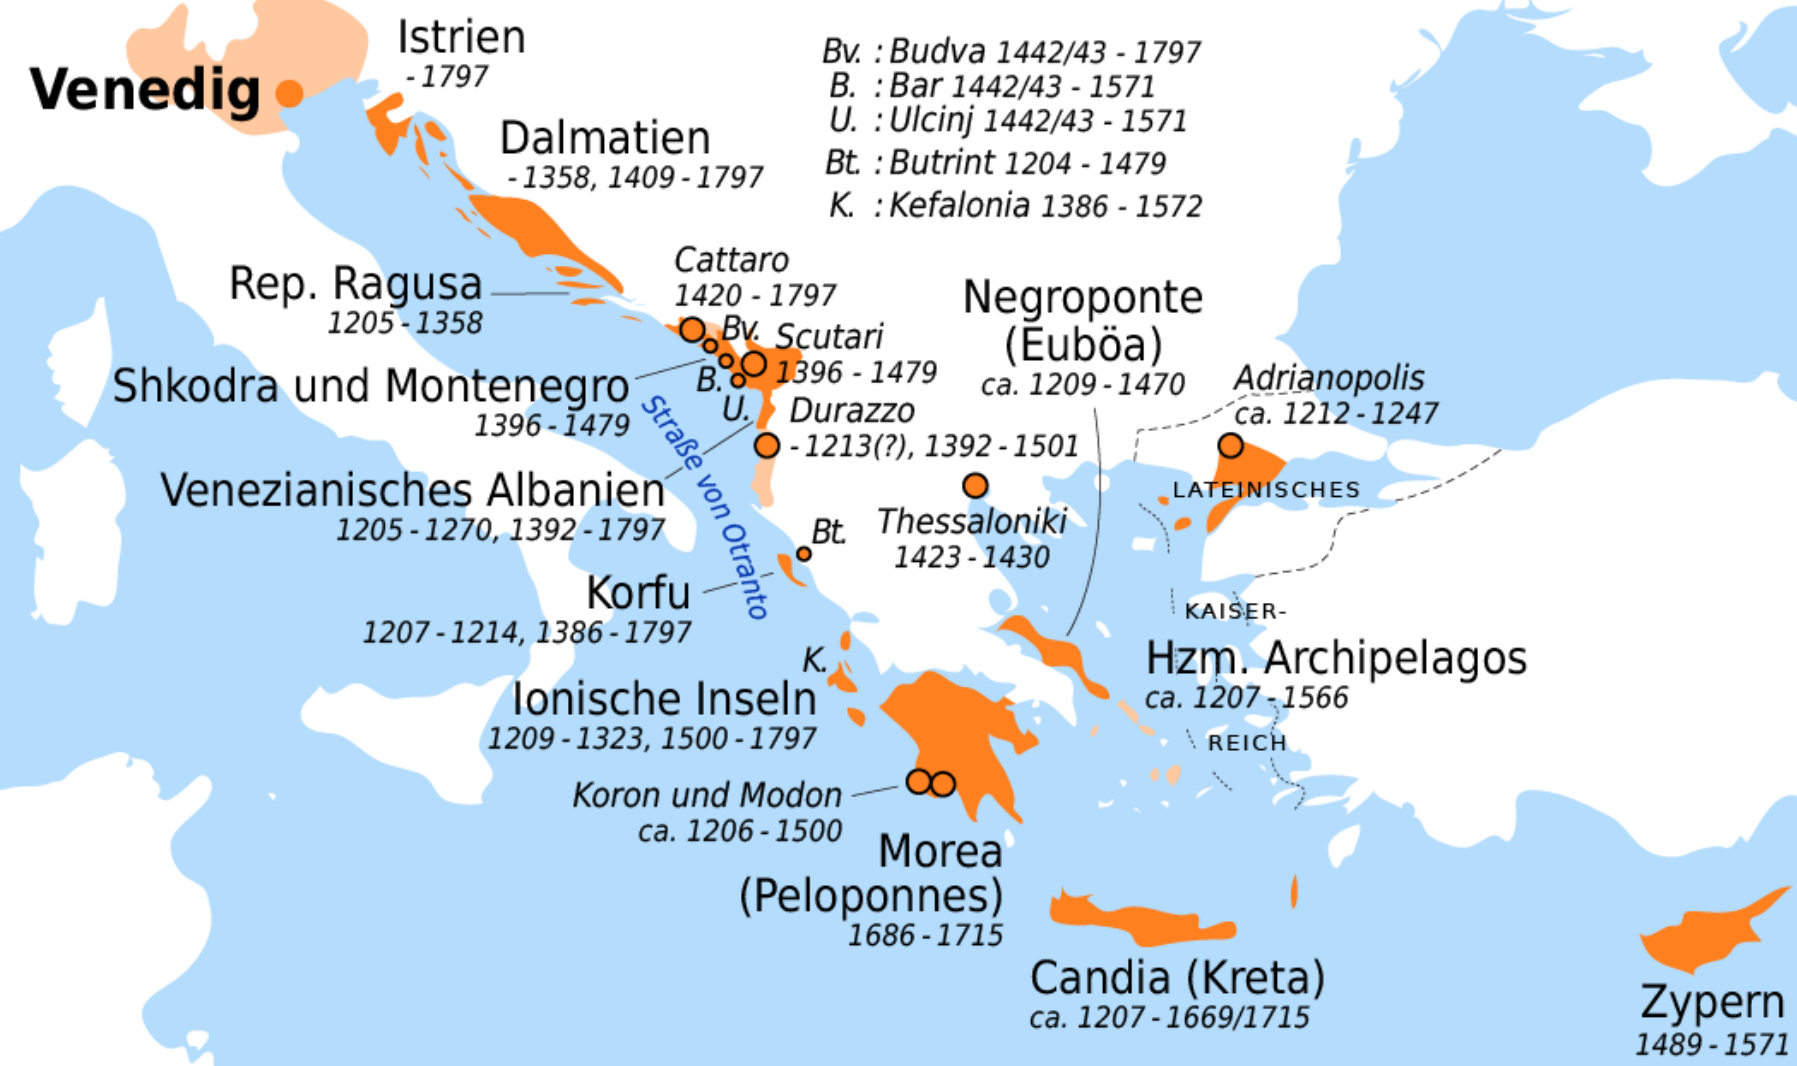 Istrien
- 1797
Venedig
Bv. : Budva 1442/43 - 1797
B. : Bar 1442/43 - 1571
U. : Ulcinj 1442/43 - 1571
Bt. : Butrint 1204 - 1479
K. : Kefalonia 1386 - 1572
Dalmatien
- 1358, 1409 - 1797
Rep. Ragusa
1205 - 1358
Cattaro
1420 - 1797
Bv.
Scutari
1396 - 1479
B.
U.
Negroponte
(Euböa)
ca. 1209 - 1470
Adrianopolis
ca. 1212 - 1247
Shkodra und Montenegro
1396 - 1479
Durazzo
- 1213(?), 1392 - 1501
Straße von Otranto
Venezianisches Albanien
1205 - 1270, 1392 - 1797
LATEINISCHES
Thessaloniki
1423 - 1430
Bt.
Korfu
1207 - 1214, 1386 - 1797
KAISER-
K.
Hzm. Archipelagos
ca. 1207 - 1566
Ionische Inseln
1209 - 1323, 1500 - 1797
REICH
Koron und Modon
ca. 1206 - 1500
Morea
(Peloponnes)
1686 - 1715
Candia (Kreta)
ca. 1207 - 1669/1715
Zypern
1489 - 1571